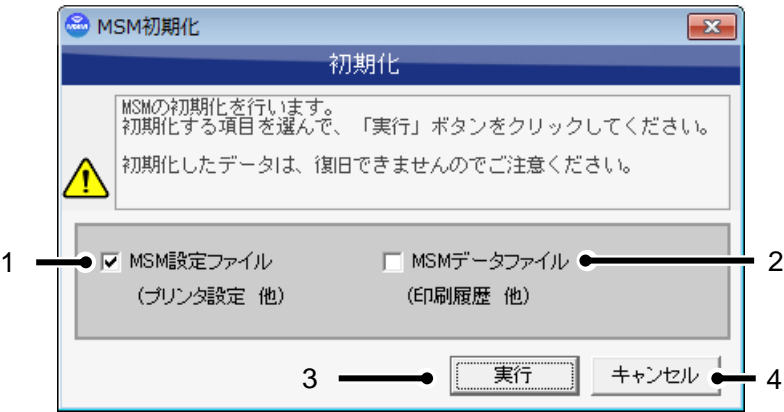 MSM初期化
初期化
MSMの初期化を行います。
初期化する項目を選んで、「実行」ボタンをクリックしてください。
初期化したデータは、復旧できませんのでご注意ください。
1
MSM設定ファイル
MSMデータファイル
2
(プリンタ設定 他)
(印刷履歴 他)
3
実行
キャンセル
4